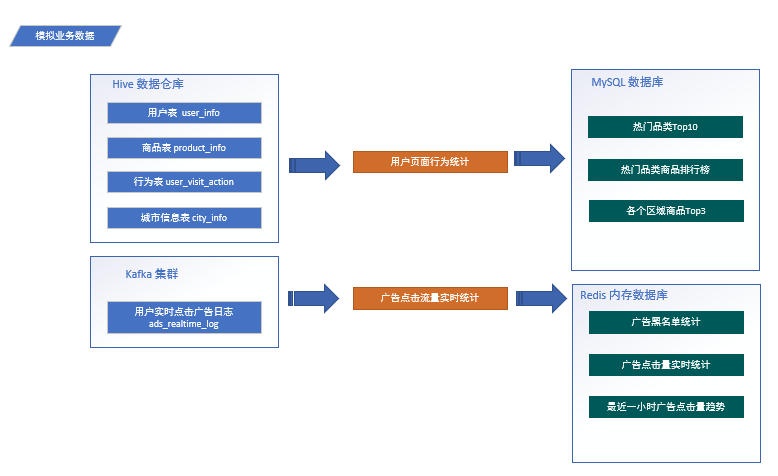 模拟业务数据
Hive 数据仓库
用户表 user_info
商品表 product_info
行为表 user_visit_action
城市信息表 city_info
用户页面行为统计
MySQL 数据库
热门品类Top10
热门品类商品排行榜
各个区域商品Top3
Kafka 集群
用户实时点击广告日志
ads_realtime_log
广告点击流量实时统计
Redis 内存数据库
广告黑名单统计
广告点击量实时统计
最近一小时广告点击量趋势